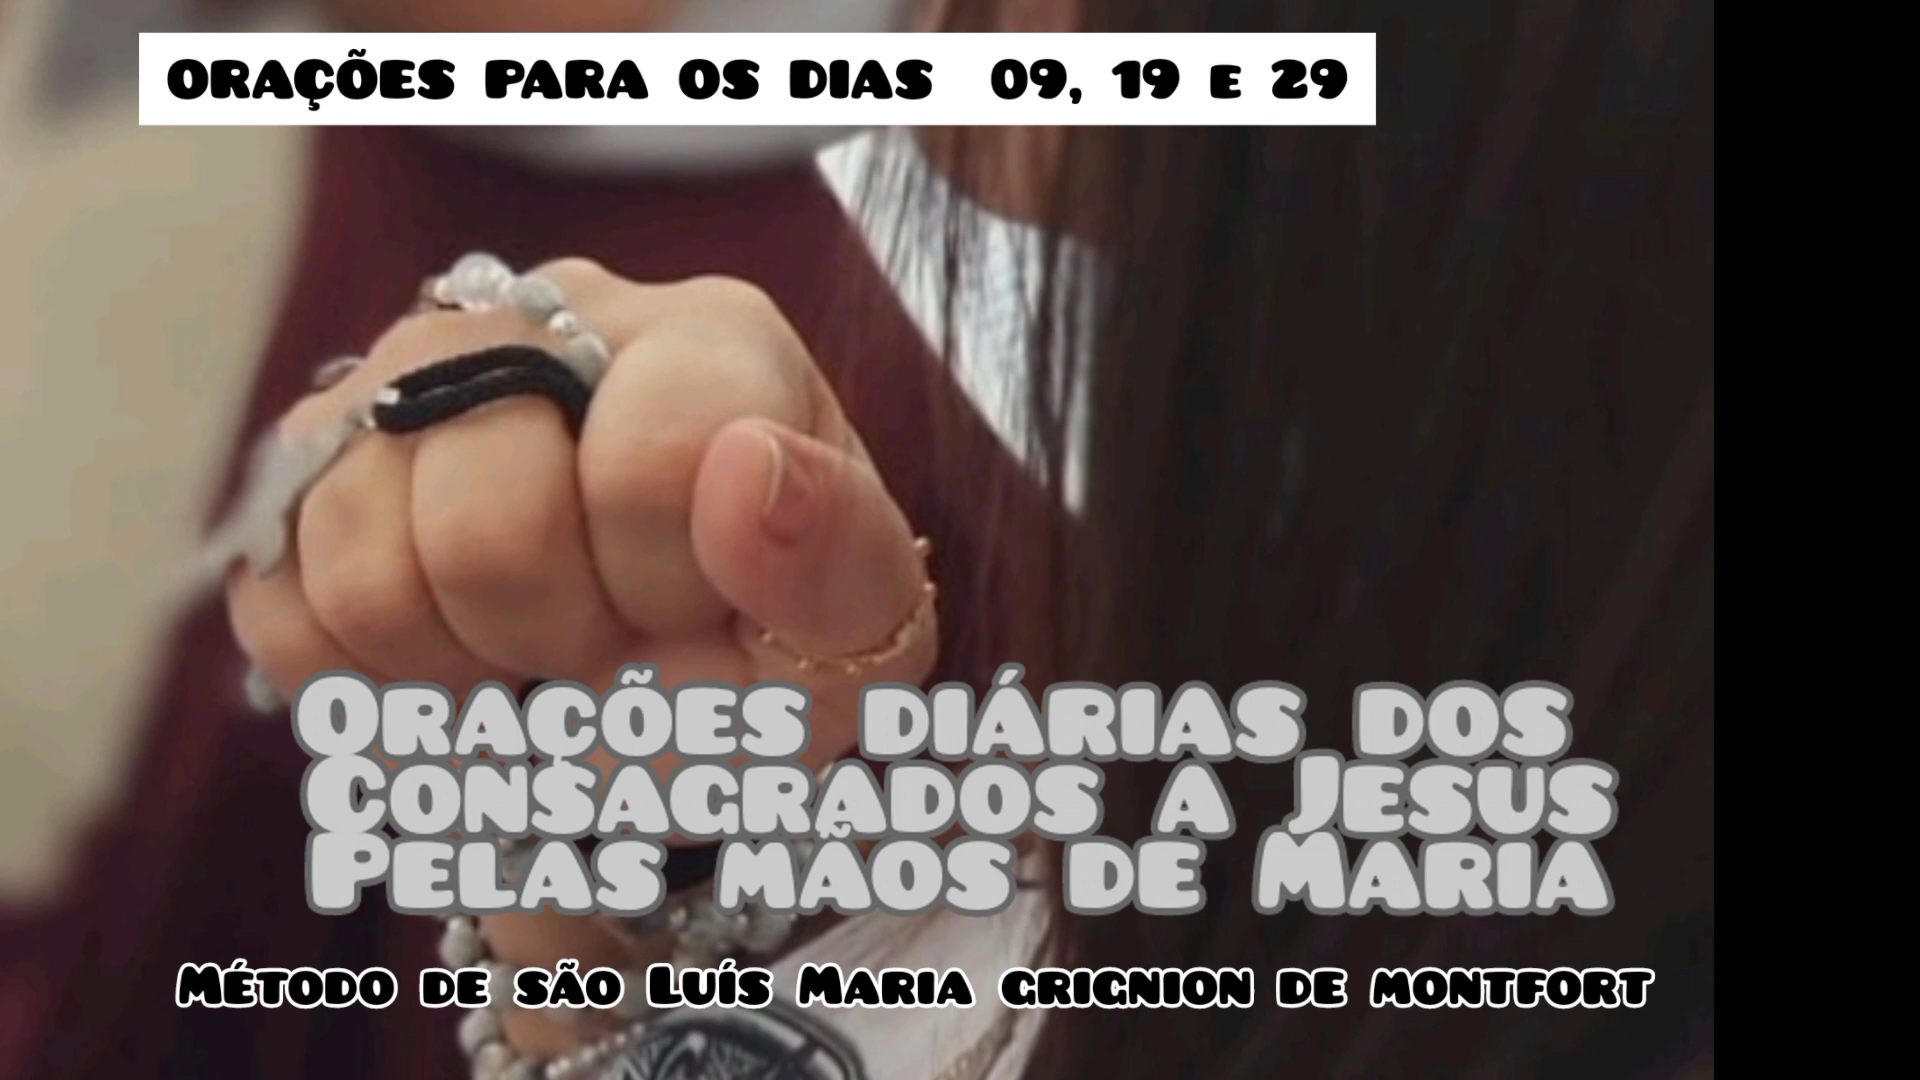 ORAÇÕES PARA OS DIAS 09, 19 E 29
ORAÇÕES DIÁRIAS DOS
CONSAGRADOS A JESUS
PELAS MÃOS DE MARIA
MÉTODO DE SÃO LUÍS MARIA GRIGNION DE MONTFORT